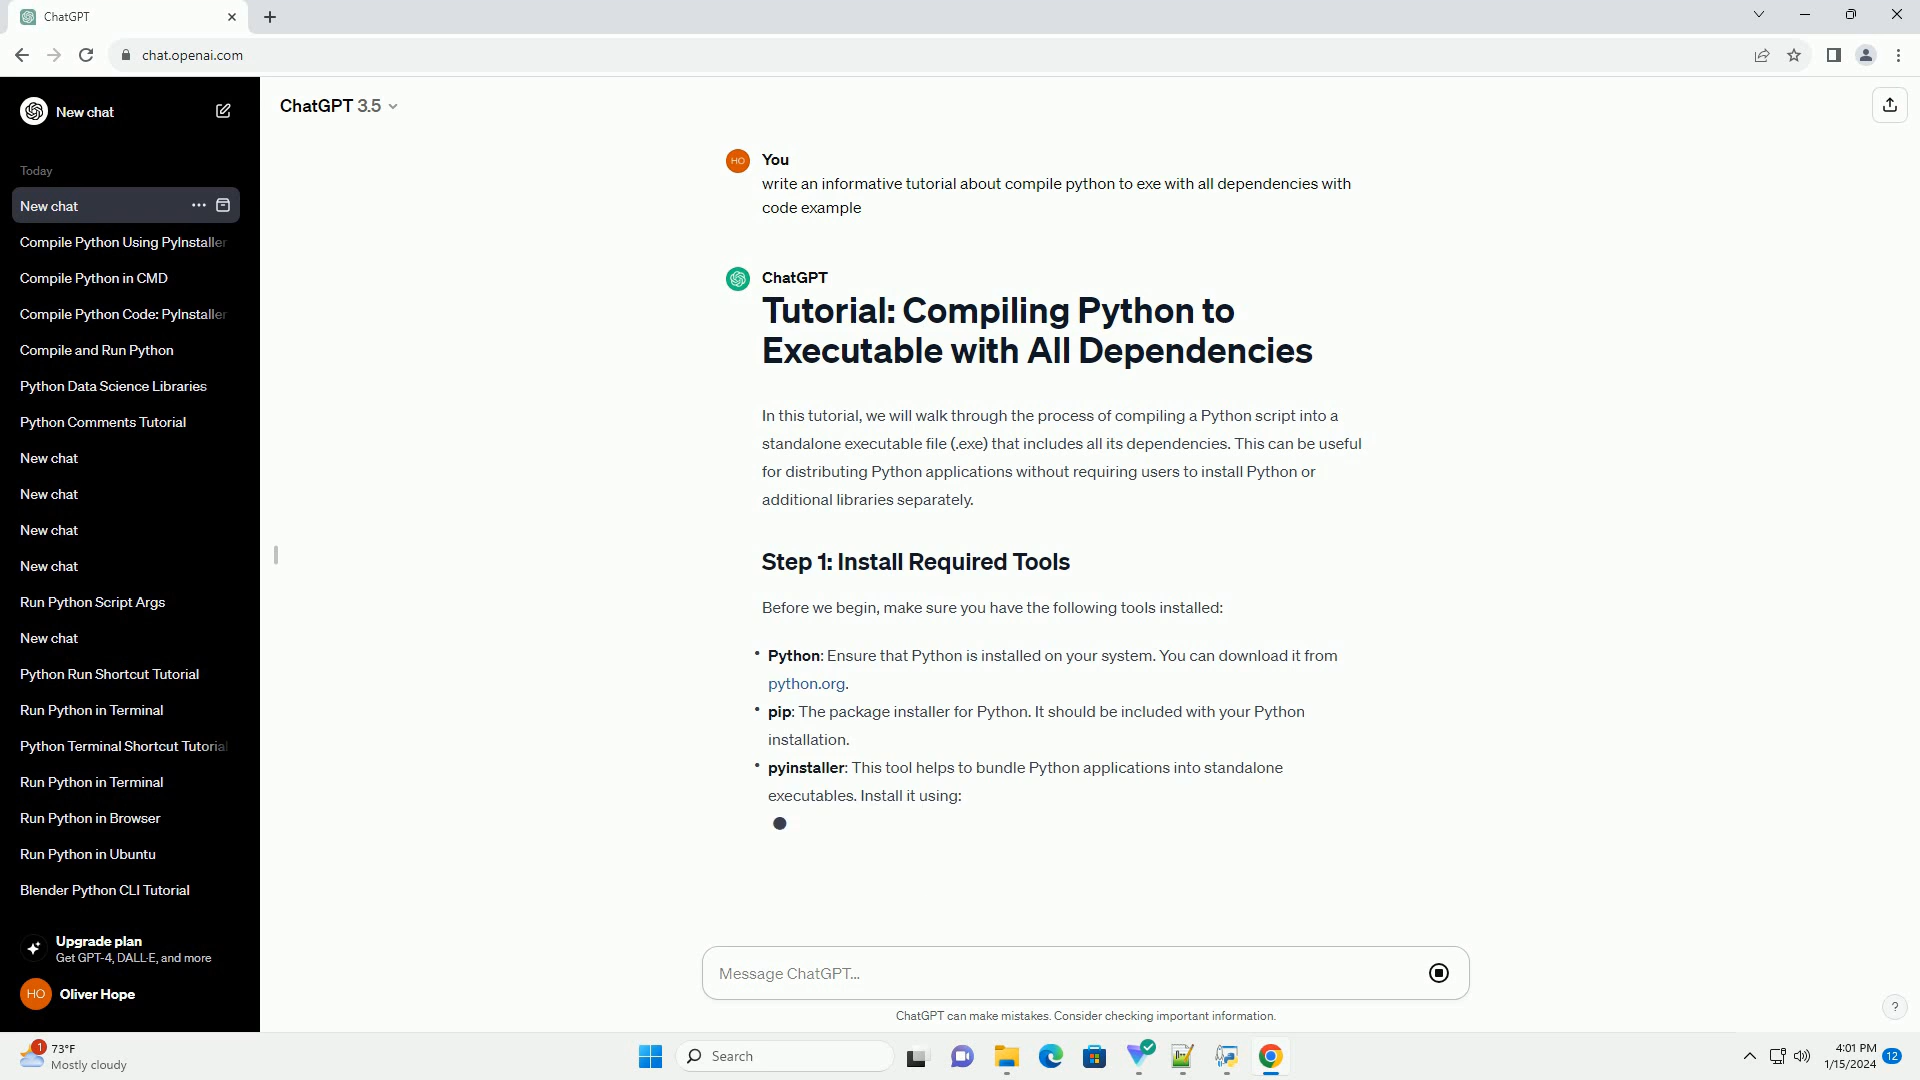 ChatGPT
chat.openai.com
New chat
Today
New chat
Compile Python Using PyInstaller
Compile Python in CMD
Compile Python Code: PyInstaller
Compile and Run Python
Python Data Science Libraries
Python Comments Tutorial
New chat
New chat
New chat
New chat
Run Python Script Args
New chat
Python Run Shortcut Tutorial
Run Python in Terminal
Python Terminal Shortcut Tutorial
Run Python in Terminal
Run Python in Browser
Run Python in Ubuntu
Blender Python CLI Tutorial
Upgrade plan
Get GPT-4, DALL·E, and more
HO Oliver Hope
ChatGPT 3.5
HO You
write an informative tutorial about compile python to exe with all dependencies with
code example
ChatGPT
Tutorial: Compiling Python to
Executable with All Dependencies
In this tutorial, we will walk through the process of compiling a Python script into a
standalone executable file (.exe) that includes all its dependencies. This can be useful
for distributing Python applications without requiring users to install Python or
additional libraries separately.
Step 1: Install Required Tools
Before we begin, make sure you have the following tools installed:
• Python: Ensure that Python is installed on your system. You can download it from
python.org.
• pip: The package installer for Python. It should be included with your Python
installation.
• pyinstaller: This tool helps to bundle Python applications into standalone
executables. Install it using:
Message ChatGPT...
ChatGPT can make mistakes. Consider checking important information.
?
1 73°F
Mostly cloudy
Search
4:01 PM
1/15/2024
12